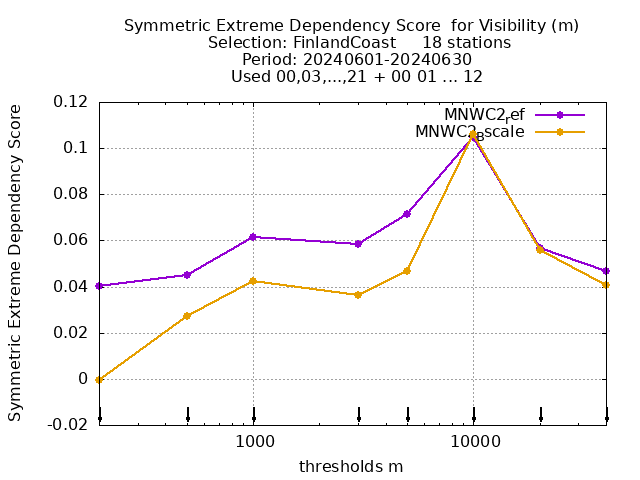 Symmetric Extreme Dependency Score for Visibility (m)
Selection: FinlandCoast 18 stations
Period: 20240601-20240630
Used 00,03,...,21 + 00 01 ... 12
Symmetric Extreme Dependency Score
0.12
0.1
0.08
0.06
0.04
0.02
0
-0.02
MNWC2ref
MNWC2Bscale
1000
10000
thresholds m